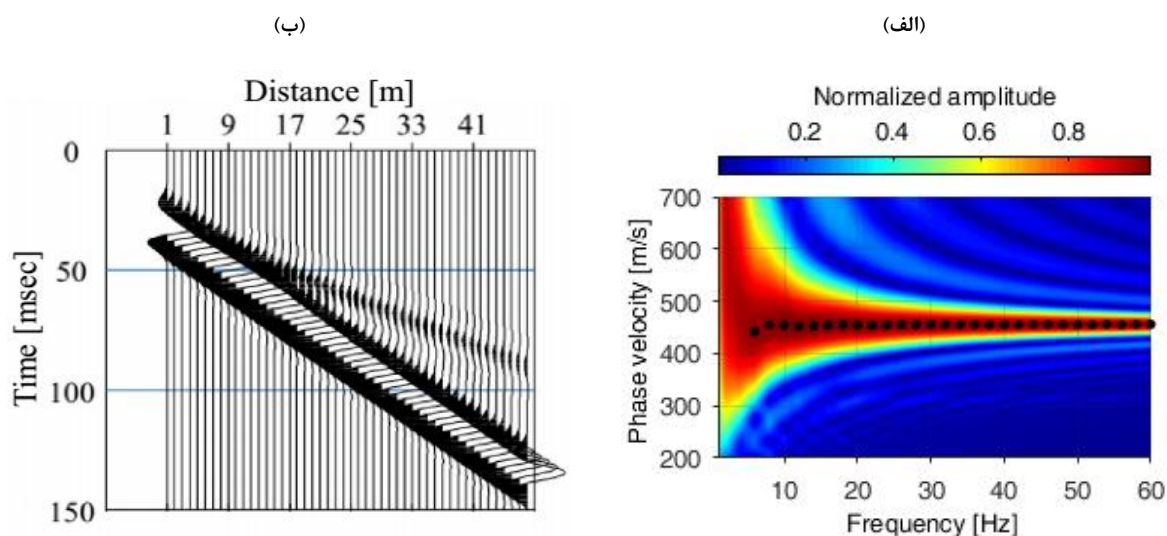 (ب)
(الف)
Distance [m]
1 9 17 25 33 41
Time [msec]
0
50
100
150
Normalized amplitude
0.2 0.4 0.6 0.8
Phase velocity [m/s]
700
600
500
400
300
200
10 20 30 40 50 60
Frequency [Hz]